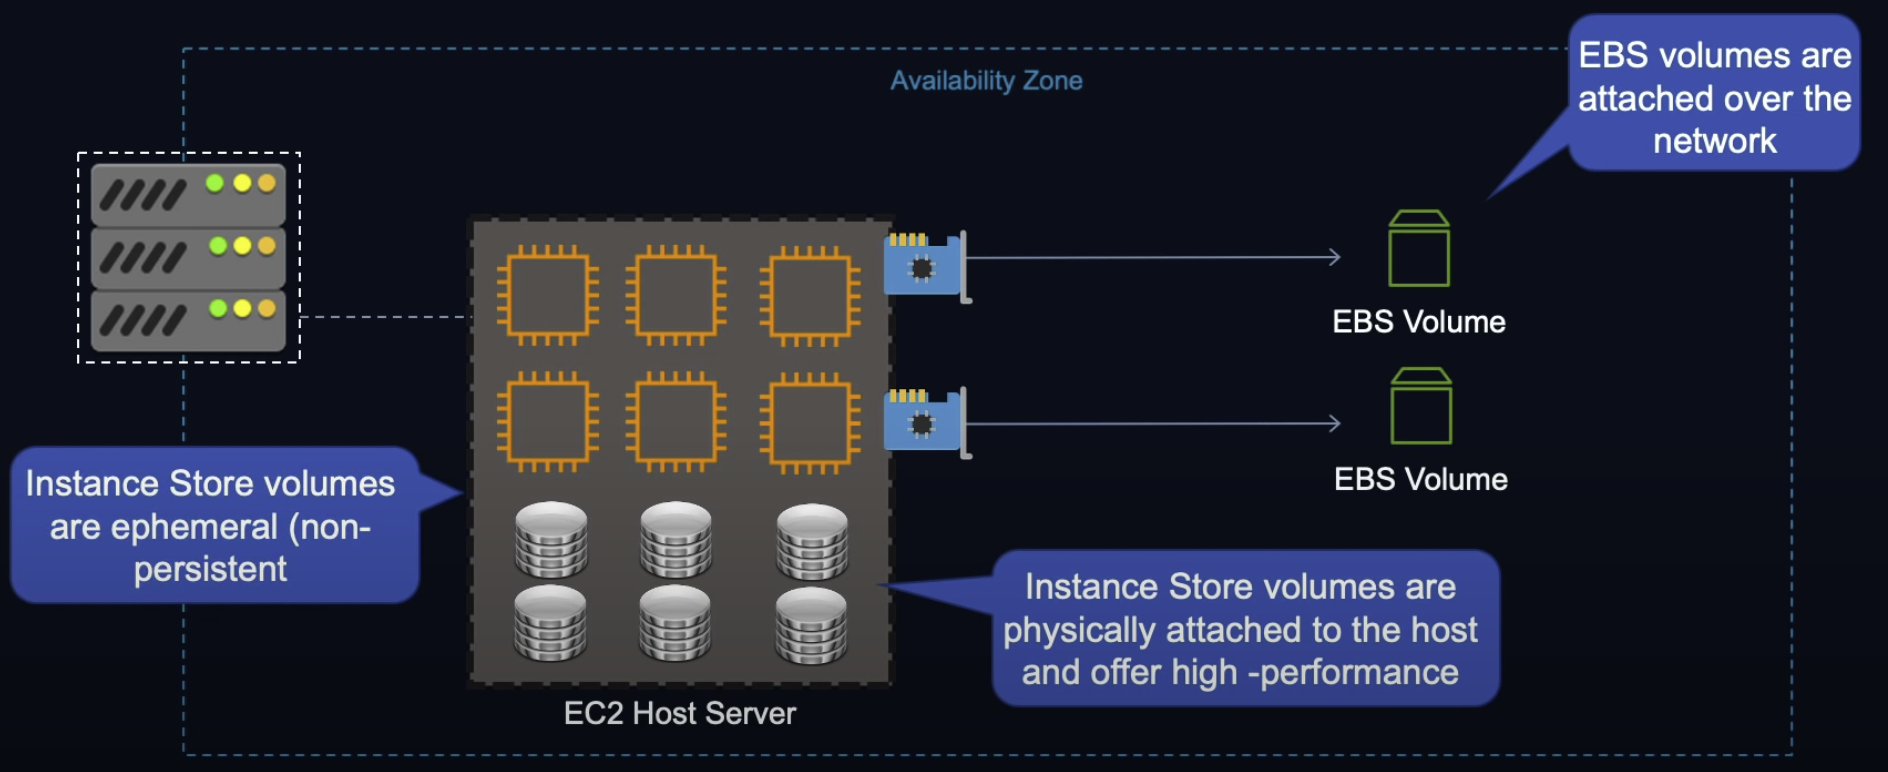 Availability Zone
EBS volumes are
attached over the
network
EBS Volume
EBS Volume
Instance Store volumes
are ephemeral (non-
persistent
Instance Store volumes are
physically attached to the host
and offer high -performance
EC2 Host Server